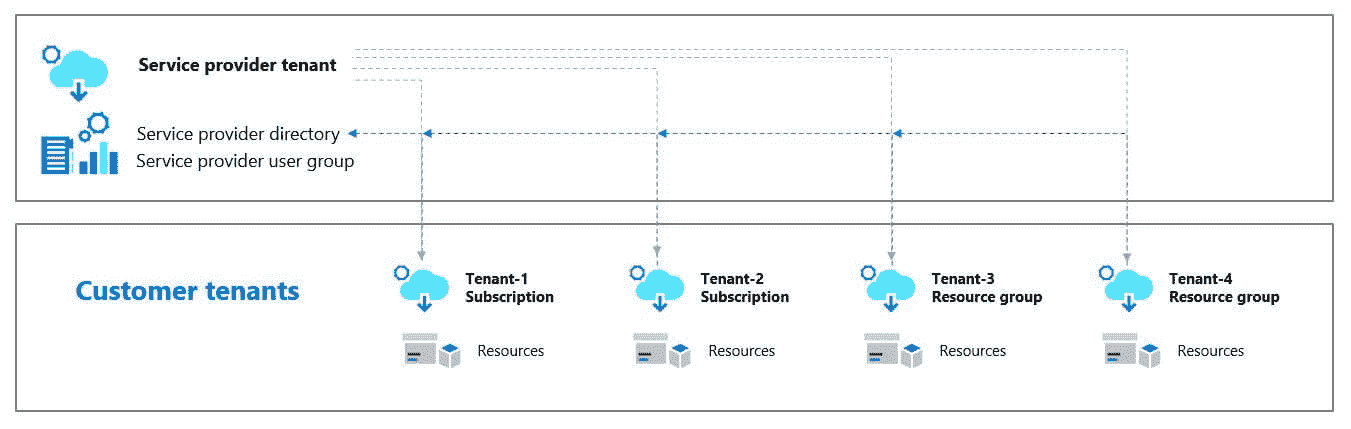 Service provider tenant
Service provider directory
Service provider user group
Customer tenants
Tenant-1
Subscription
Resources
Tenant-2
Subscription
Resources
Tenant-3
Resource group
Resources
Tenant-4
Resource group
Resources